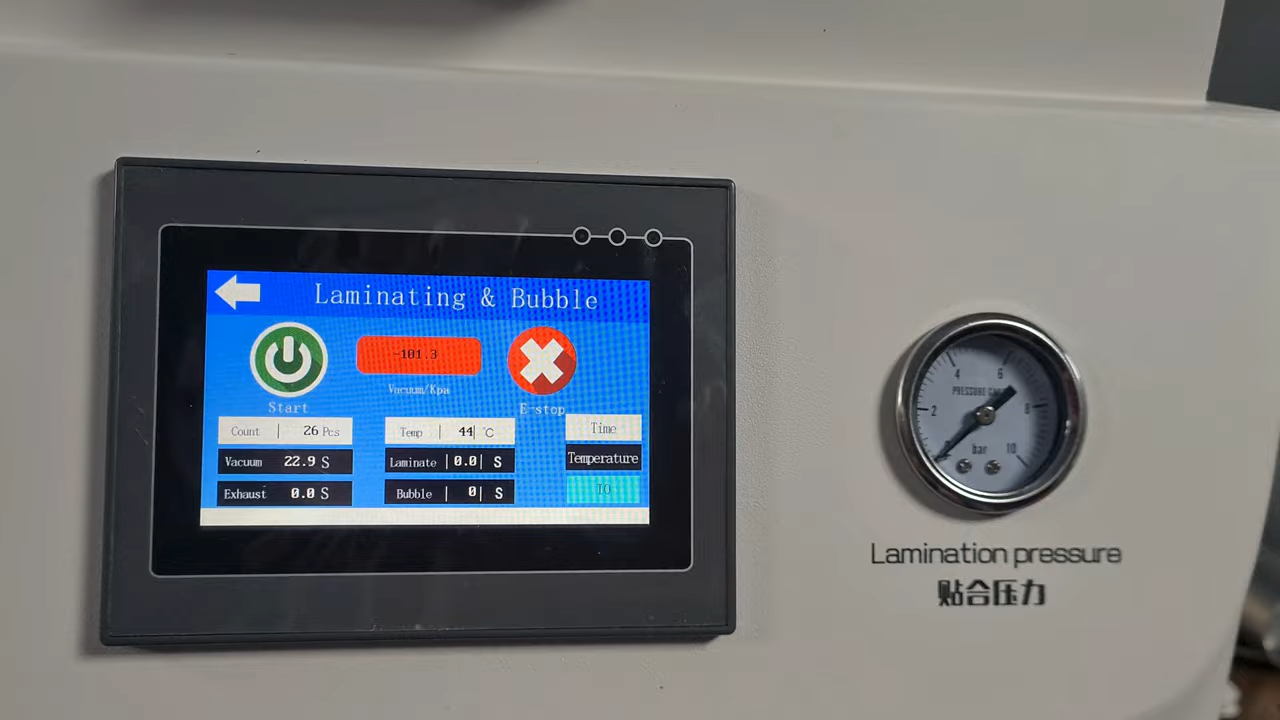 Laminating & Bubble
-101.3
Vacuum/Kpa
Start
E-stop
Count | 26 Pcs
Temp | 44| ℃
Time
Vacuum 22.9 S
Laminate |0.0| S
Temperature
Exhaust 0.0 S
Bubble | 0| S
IO
2 4 6 8 10
PRESSURE
bar
Lamination pressure
贴合压力